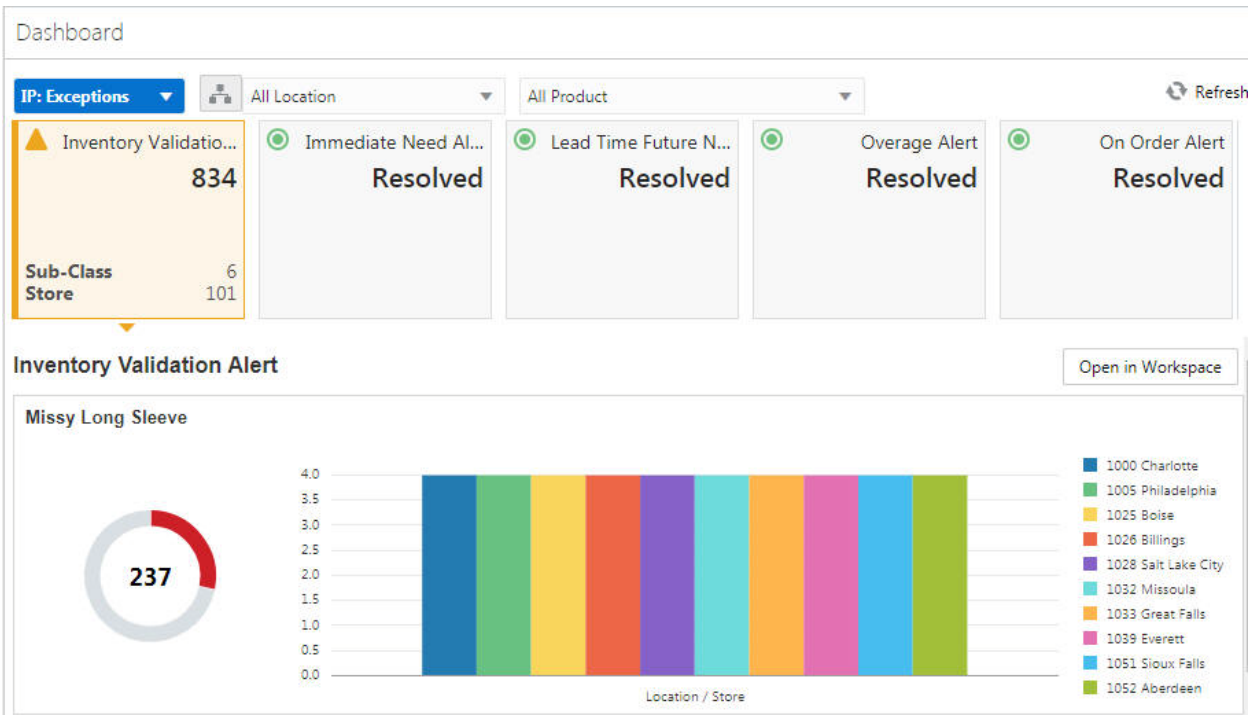 Dashboard
IP: Exceptions All Location All Product Refresh
Inventory Validatio... Immediate Need Al... Lead Time Future N... Overage Alert On Order Alert
834 Resolved Resolved Resolved Resolved
Sub-Class 6
Store 101
Inventory Validation Alert Open in Workspace
Missy Long Sleeve
237
4.0
3.5
3.0
2.5
2.0
1.5
1.0
0.5
0.0
Location / Store
1000 Charlotte
1005 Philadelphia
1025 Boise
1026 Billings
1028 Salt Lake City
1032 Missoula
1033 Great Falls
1039 Everett
1051 Sioux Falls
1052 Aberdeen